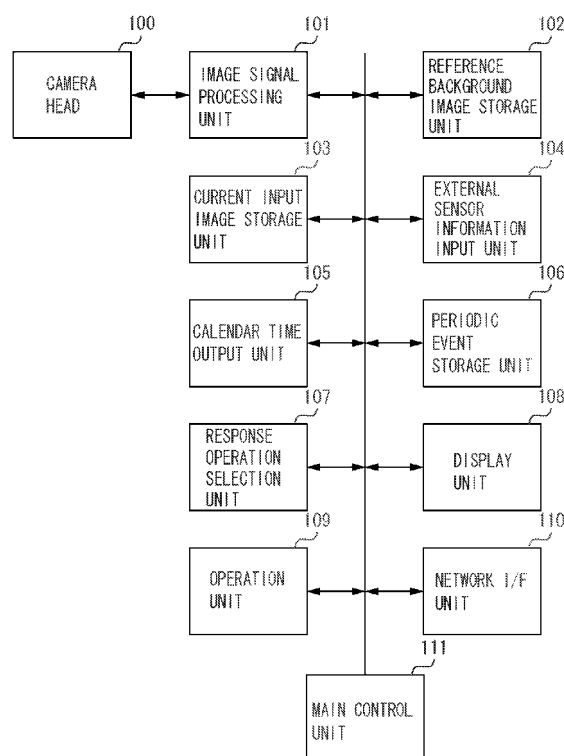 100
101
102
CAMERA
HEAD
IMAGE SIGNAL
PROCESSING
UNIT
REFERENCE
BACKGROUND
IMAGE STORAGE
UNIT
103
104
CURRENT INPUT
IMAGE STORAGE
UNIT
EXTERNAL
SENSOR
INFORMATION
INPUT UNIT
105
106
CALENDAR TIME
OUTPUT UNIT
PERIODIC
EVENT
STORAGE UNIT
107
108
RESPONSE
OPERATION
SELECTION
UNIT
DISPLAY
UNIT
109
110
OPERATION
UNIT
NETWORK I/F
UNIT
111
MAIN CONTROL
UNIT